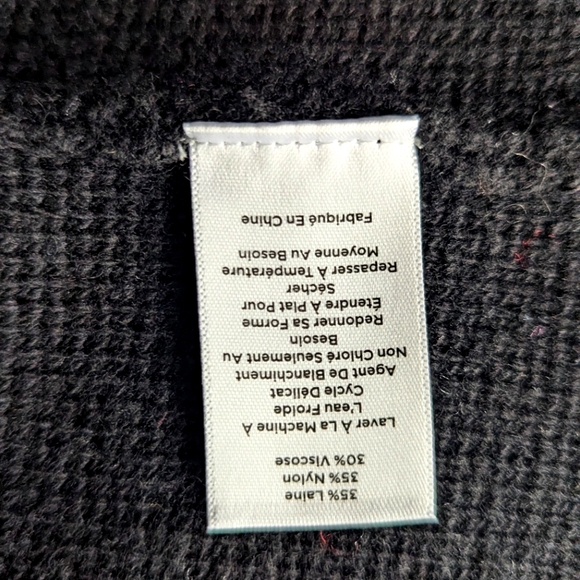 35% Laine
35% Nylon
30% Viscose
Laver À La Machine À
L'eau Froide
Cycle Délicat
Agent De Blanchiment
Non Chloré Seulement Au
Besoin
Redonner Sa Forme
Étendre À Plat Pour
Sécher
Repasser À Température
Moyenne Au Besoin
Fabriqué En Chine